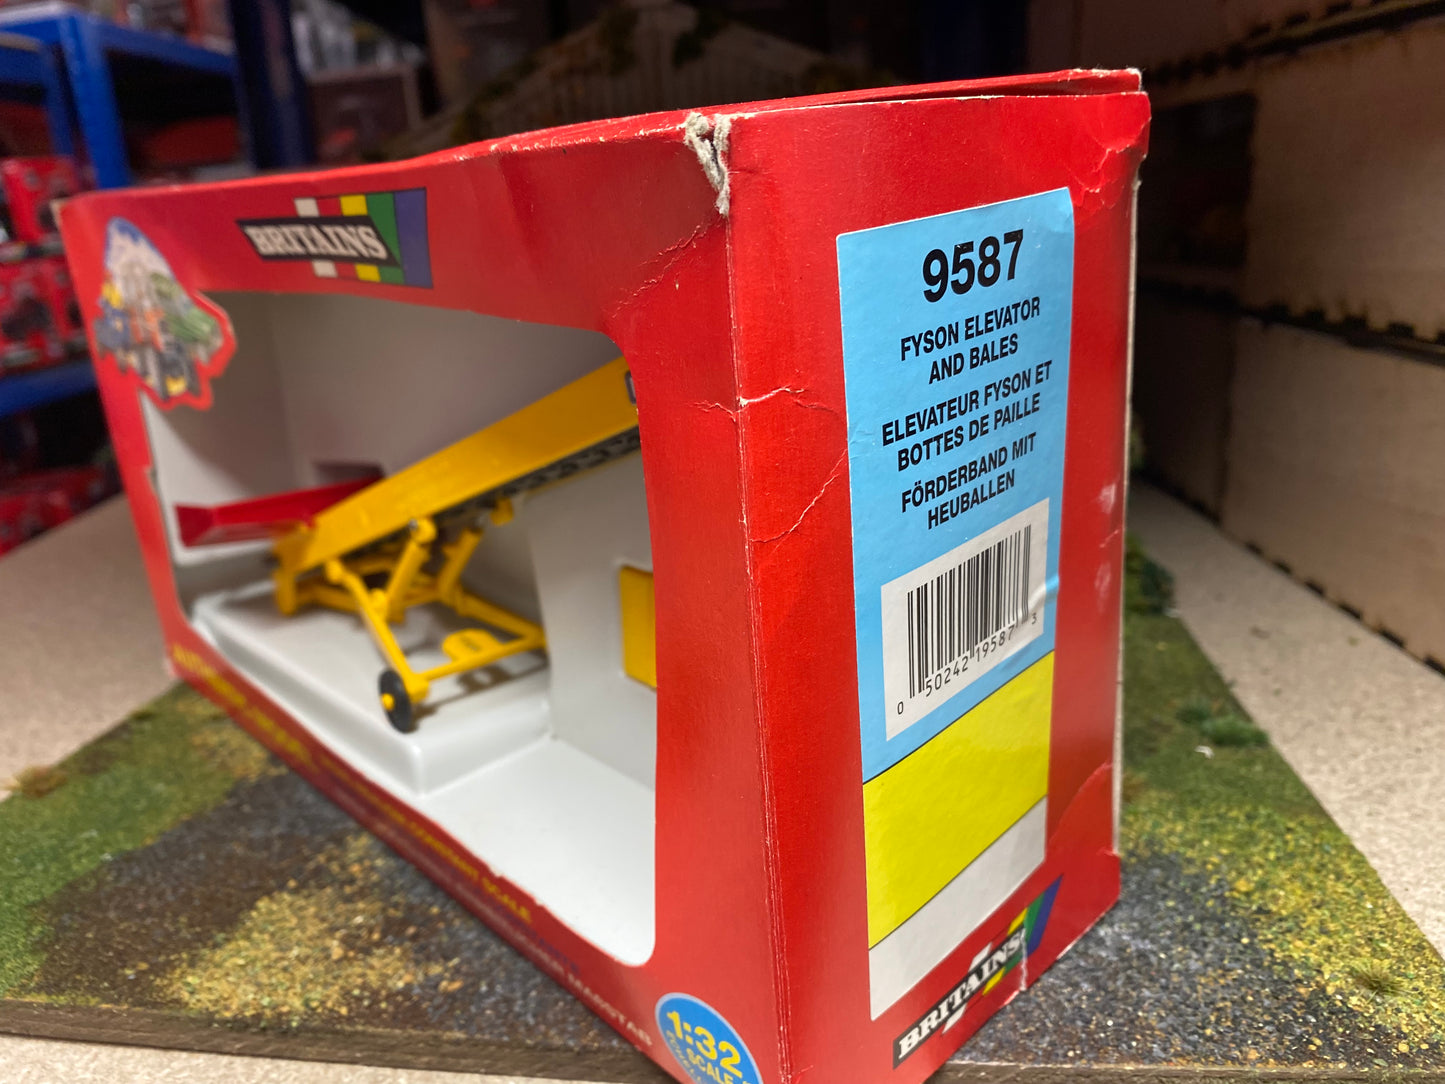 BRITAINS
9587
FYSON ELEVATOR
AND BALES
ELEVATEUR FYSON ET
BOTTES DE PAILLE
FÖRDERBAND MIT
HEUBALLEN
0 50242 19587 3
BRITAINS
1:32
SCALE